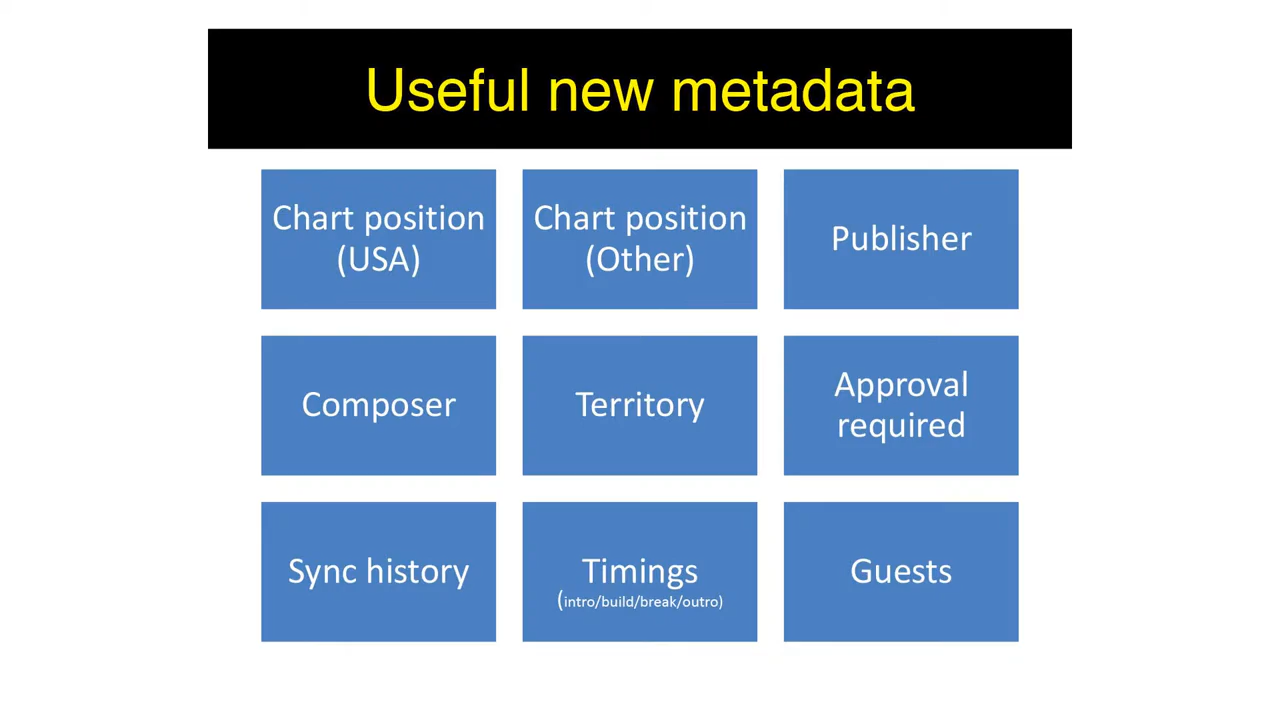 Useful new metadata
Chart position
(USA)
Chart position
(Other)
Publisher
Composer
Territory
Approval
required
Sync history
Timings
(intro/build/break/outro)
Guests